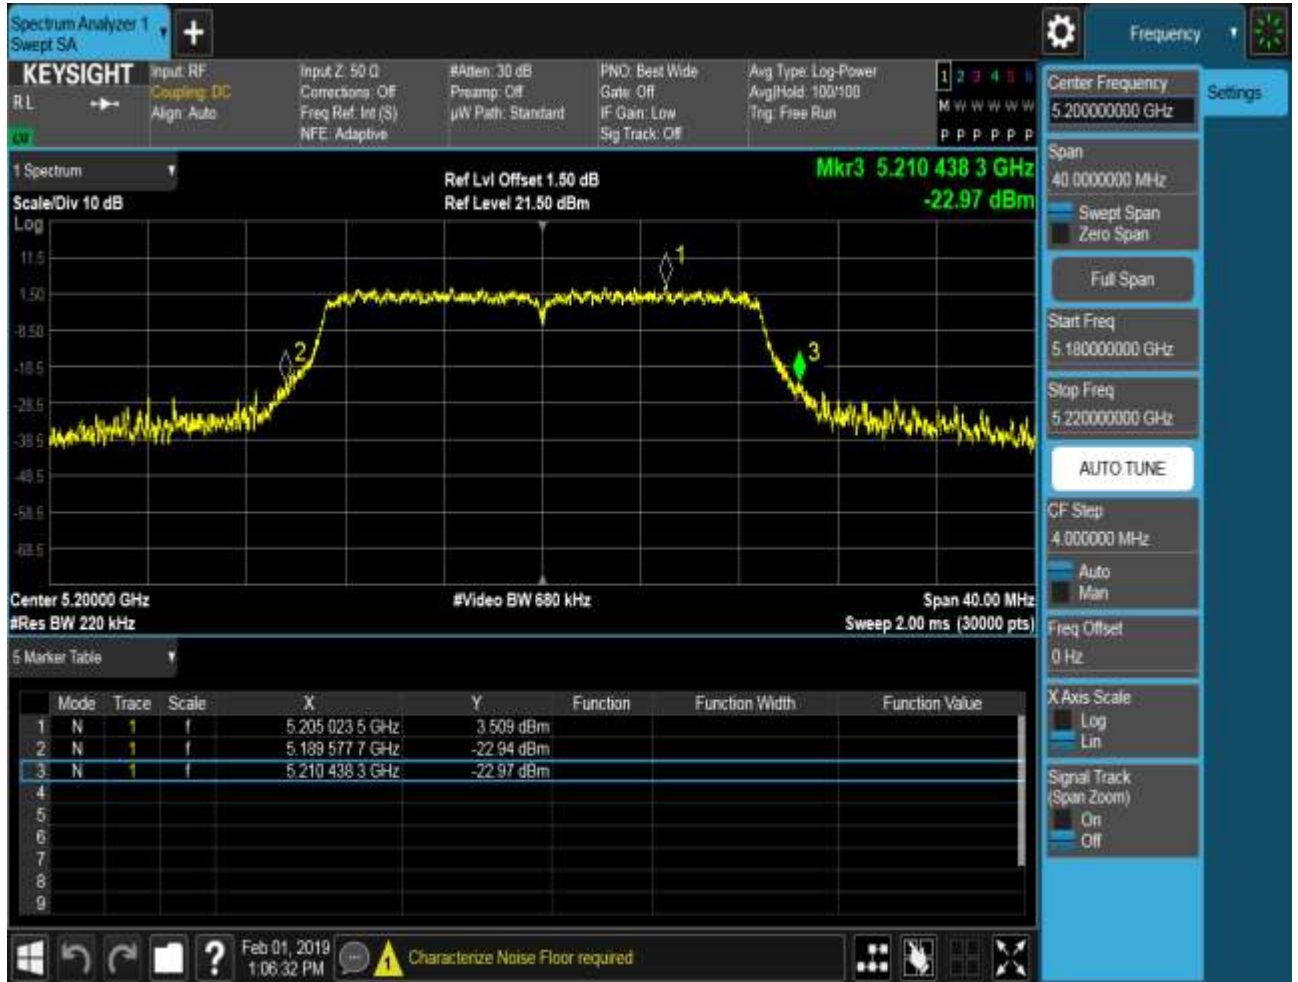 Spectrum Analyzer 1
Swept SA
+
Frequency
KEYSIGHT
RL
Input: RF
Coupling: DC
Align: Auto
Input Z: 50 Ω
Corrections: Off
Freq Ref: Int (S)
NFE: Adaptive
#Atten: 30 dB
Preamp: Off
µW Path: Standard
PNO: Best Wide
Gate: Off
IF Gain: Low
Sig Track: Off
Avg Type: Log-Power
Avg|Hold: 100/100
Trig: Free Run
1 2 3 4 5 6
M W W W W W
P P P P P P
1 Spectrum
Scale/Div 10 dB
Ref Lvl Offset 1.50 dB
Ref Level 21.50 dBm
Mkr3 5.210 438 3 GHz
-22.97 dBm
Log
11.5
1.50
-8.50
-18.5
-28.5
-38.5
-48.5
-58.5
-68.5
1
2
3
Center 5.20000 GHz
#Video BW 680 kHz
Span 40.00 MHz
#Res BW 220 kHz
Sweep 2.00 ms (30000 pts)
5 Marker Table
Mode Trace Scale X Y Function Function Width Function Value
1 N 1 f 5.205 023 5 GHz 3.509 dBm
2 N 1 f 5.189 577 7 GHz -22.94 dBm
3 N 1 f 5.210 438 3 GHz -22.97 dBm
4
5
6
7
8
9
Center Frequency
5.200000000 GHz
Settings
Span
40.0000000 MHz
Swept Span
Zero Span
Full Span
Start Freq
5.180000000 GHz
Stop Freq
5.220000000 GHz
AUTO TUNE
CF Step
4.000000 MHz
Auto
Man
Freq Offset
0 Hz
X Axis Scale
Log
Lin
Signal Track
(Span Zoom)
On
Off
?
Feb 01, 2019
1:06:32 PM
1
Characterize Noise Floor required